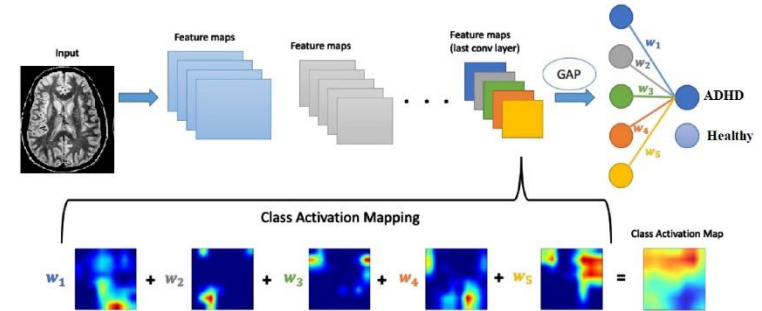 Input
Feature maps
Feature maps
Feature maps
(last conv layer)
GAP
w1
w2
w3
w4
w5
ADHD
Healthy
Class Activation Mapping
Class Activation Map
w1 + w2 + w3 + w4 + w5 =